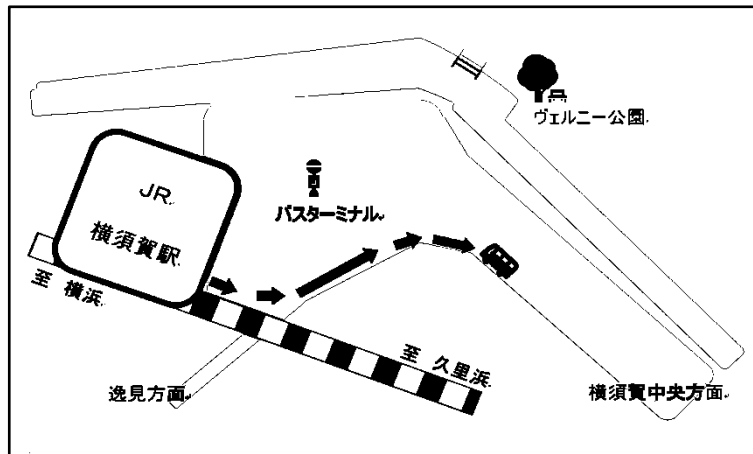 ヴェルニー公園
JR
横須賀駅
バスターミナル
至 横浜
至 久里浜
逸見方面
横須賀中央方面